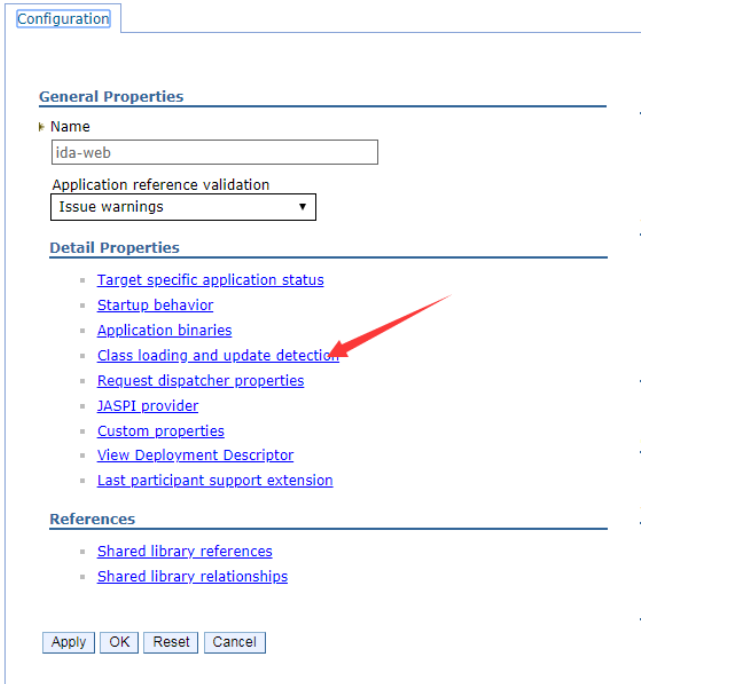 Configuration
General Properties
Name
ida-web
Application reference validation
Issue warnings
Detail Properties
Target specific application status
Startup behavior
Application binaries
Class loading and update detection
Request dispatcher properties
JASPI provider
Custom properties
View Deployment Descriptor
Last participant support extension
References
Shared library references
Shared library relationships
Apply OK Reset Cancel